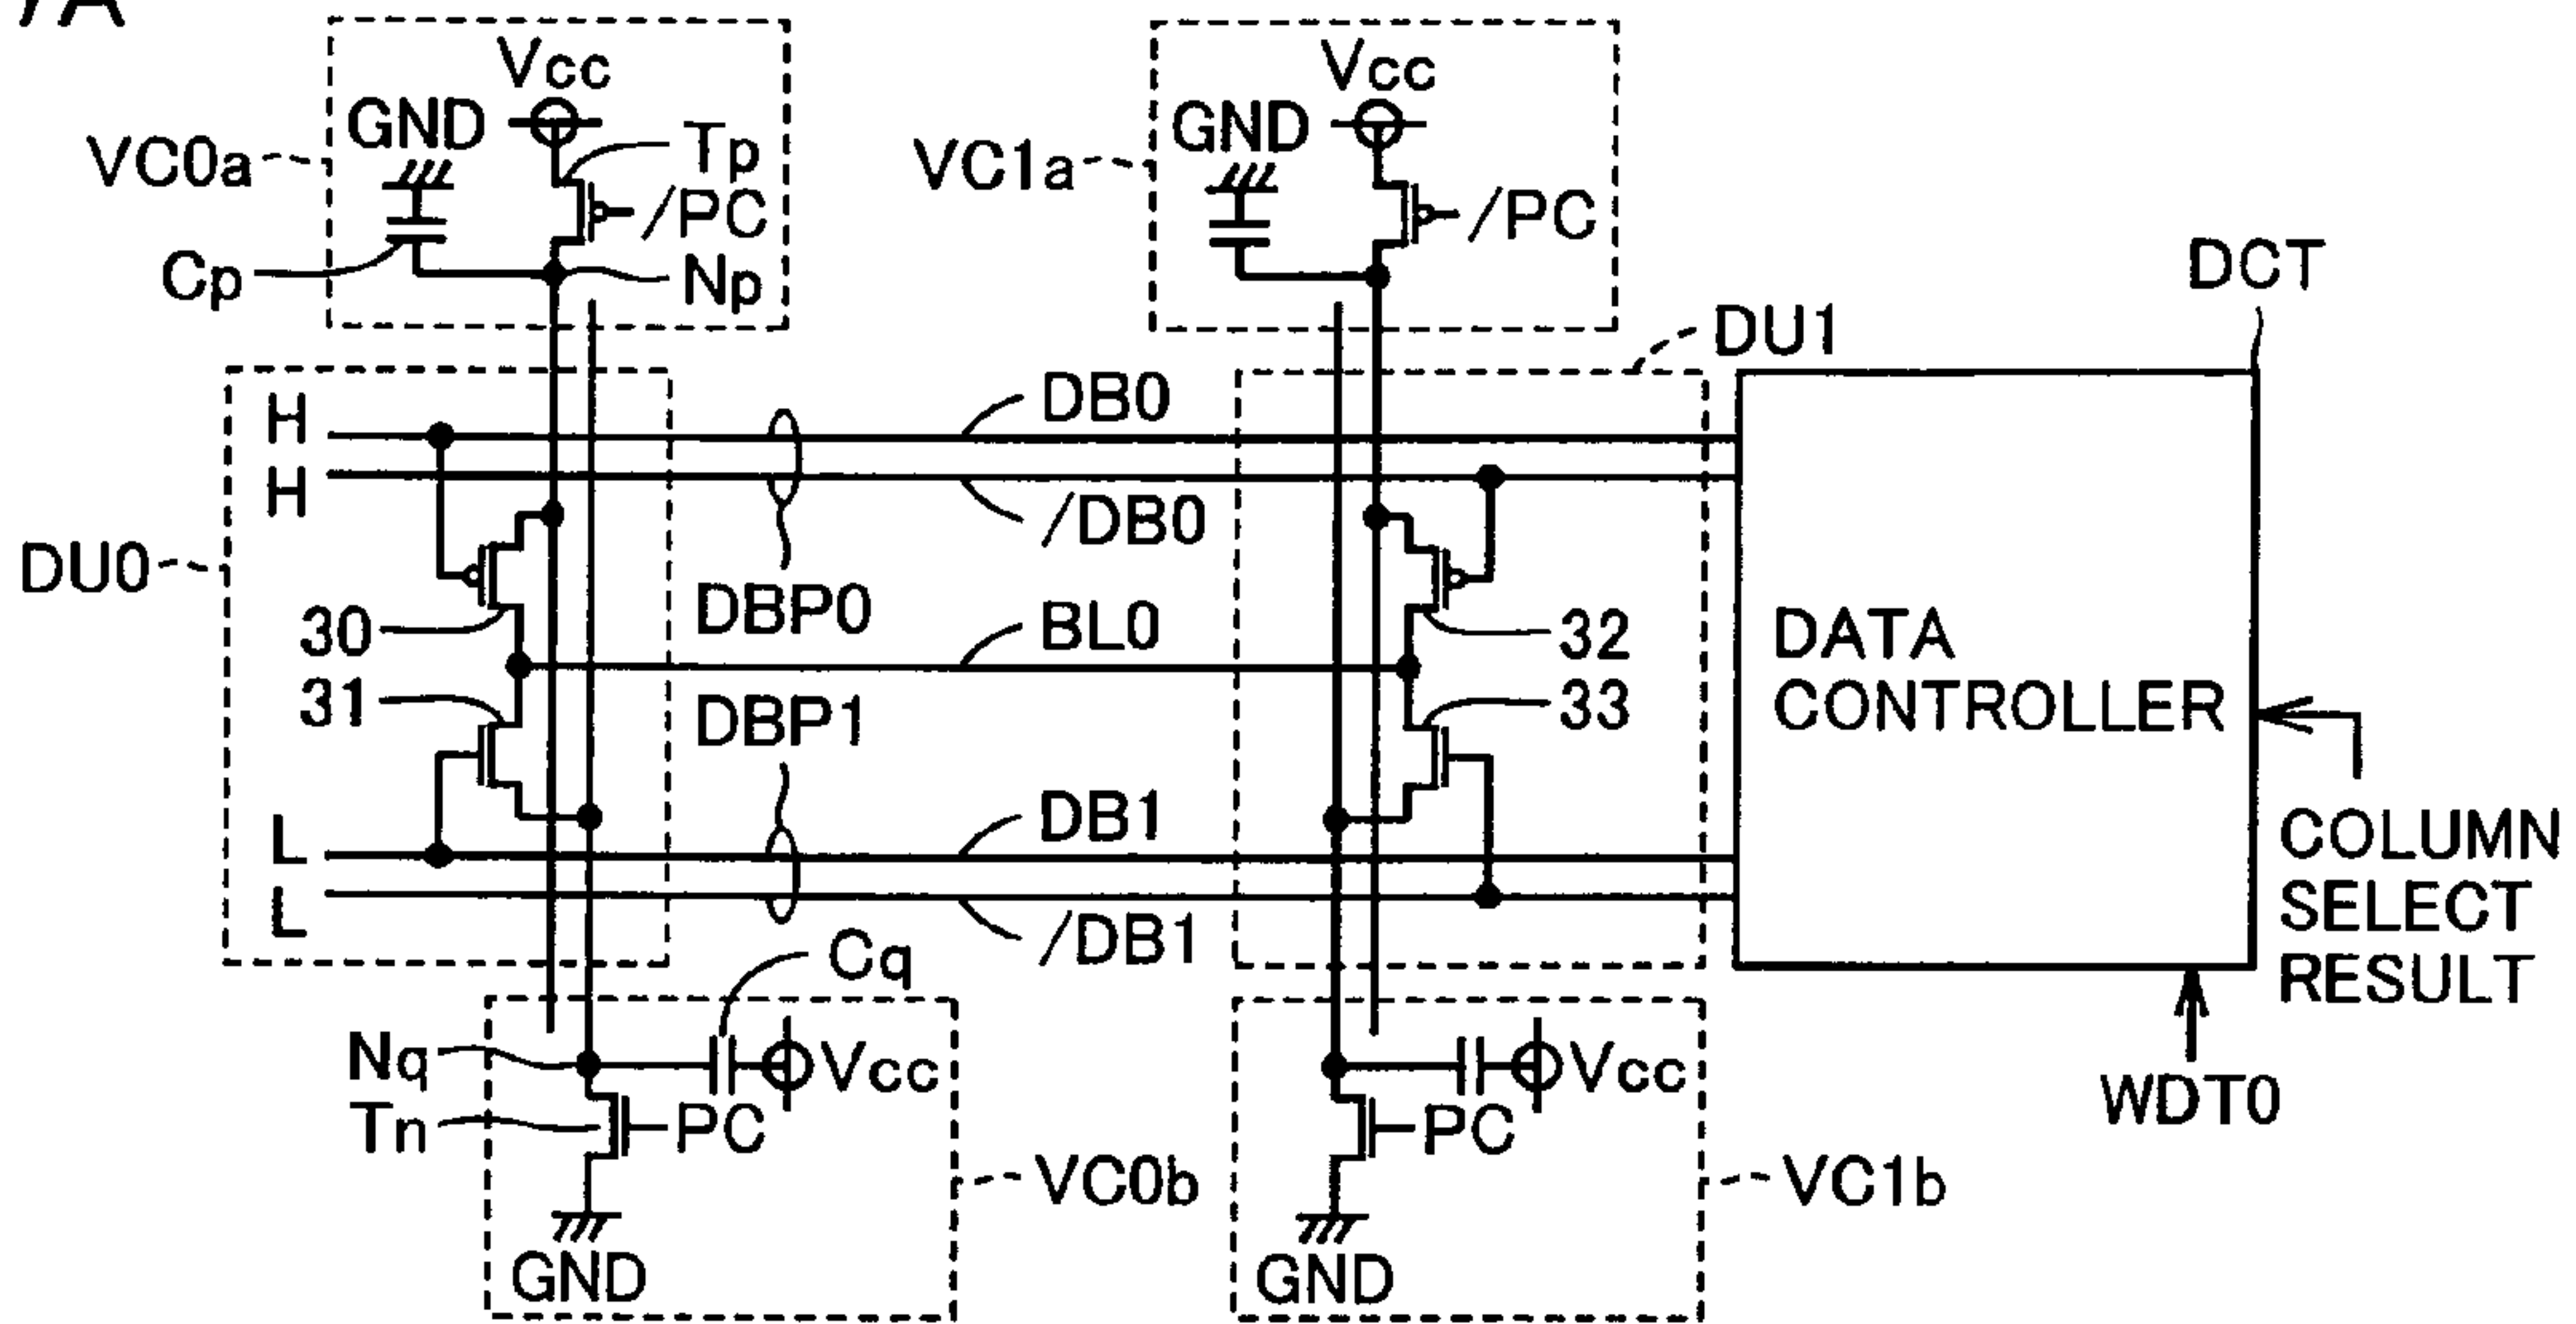 7A
Vcc
GND
VC0a
Tp
/PC
Cp
Np
Vcc
GND
VC1a
/PC
DCT
DU1
H
H
DB0
/DB0
DU0
30
DBP0
BL0
32
31
DBP1
33
DATA
CONTROLLER
L
L
DB1
/DB1
COLUMN
SELECT
RESULT
WDT0
Cq
Nq
Vcc
Tn
PC
VC0b
GND
Vcc
PC
VC1b
GND